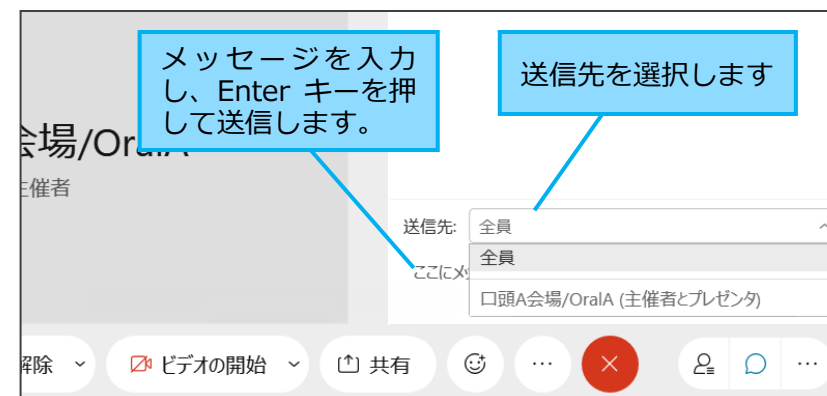 メッセージを入力
し、Enter キーを押
して送信します。
送信先を選択します
会場/OralA
主催者
送信先: 全員
全員
ここにメ
口頭A会場/OralA (主催者とプレゼンタ)
解除
ビデオの開始
共有